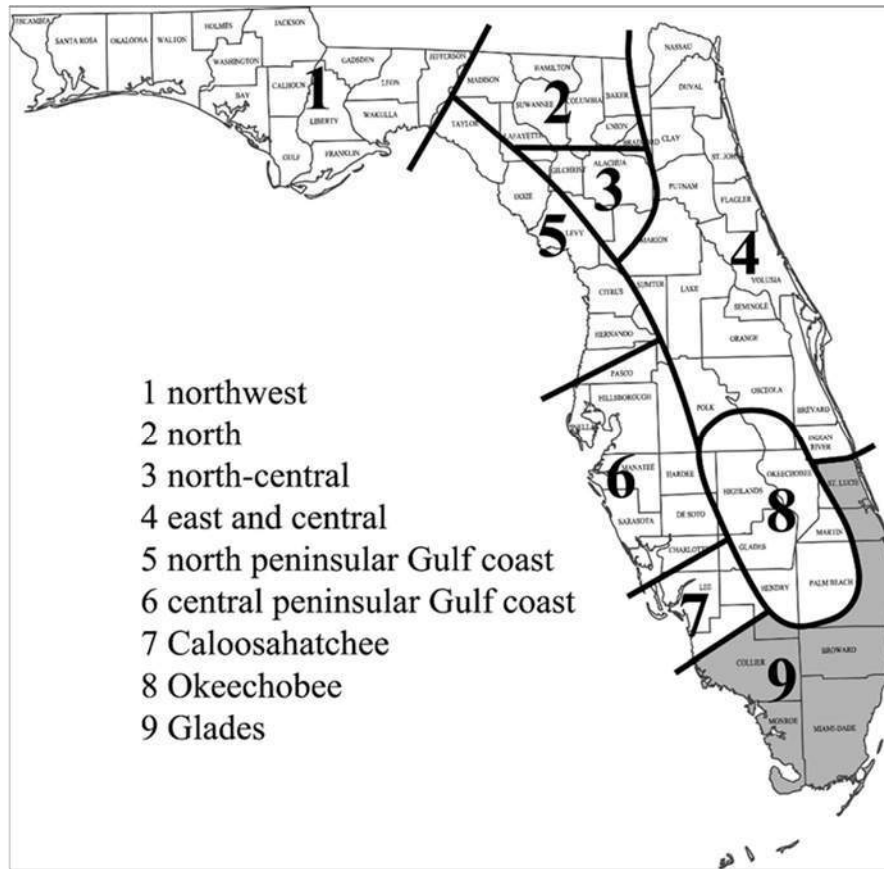 ESCAMBIA
SANTA ROSA
OKALOOSA
WALTON
HOLMES
JACKSON
WASHINGTON
BAY
CALHOUN
GULF
LIBERTY
FRANKLIN
GADSDEN
LEON
WAKULLA
JEFFERSON
1
MADISON
TAYLOR
HAMILTON
SUWANNEE
COLUMBIA
BAKER
UNION
BRADFORD
2
NASSAU
DUVAL
CLAY
ST. JOHN
PUTNAM
FLAGLER
GILCHRIST
ALACHUA
3
DIXIE
LEVY
5
MARION
4
VOLUSIA
CITRUS
SUMTER
LAKE
SEMINOLE
HERNANDO
ORANGE
PASCO
HILLSBOROUGH
POLK
OSCEOLA
BREVARD
INDIAN RIVER
1 northwest
2 north
3 north-central
4 east and central
5 north peninsular Gulf coast
6 central peninsular Gulf coast
7 Caloosahatchee
8 Okeechobee
9 Glades
MANATEE
6
HARDEE
HIGHLANDS
OKEECHOBEE
8
ST. LUCIE
SARASOTA
DE SOTO
MARTIN
CHARLOTTE
GLADES
LEE
7
HENDRY
PALM BEACH
COLLIER
9
BROWARD
MONROE
MIAMI-DADE